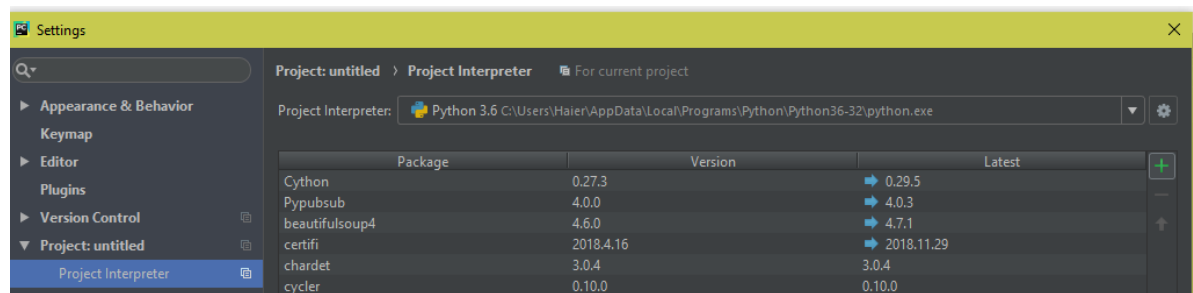 PC Settings
Project: untitled > Project Interpreter For current project
Appearance & Behavior
Project Interpreter: Python 3.6 C:\Users\Haier\AppData\Local\Programs\Python\Python36-32\python.exe
Keymap
Editor
Package Version Latest
Plugins
Cython 0.27.3 0.29.5
Pypubsub 4.0.0 4.0.3
Version Control
beautifulsoup4 4.6.0 4.7.1
Project: untitled
certifi 2018.4.16 2018.11.29
chardet 3.0.4 3.0.4
Project Interpreter
cycler 0.10.0 0.10.0